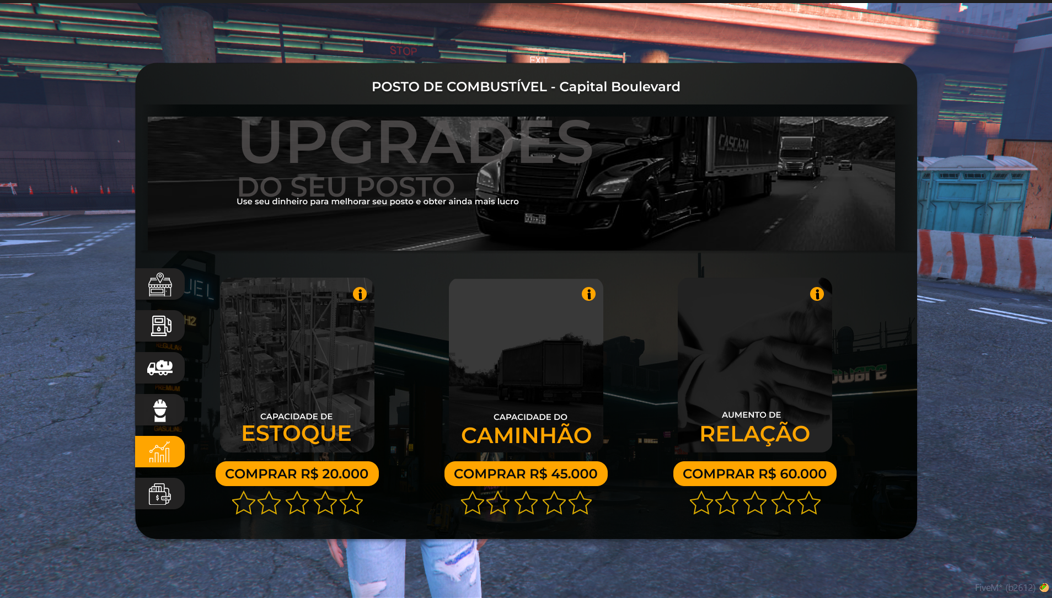 STOP
EXIT
POSTO DE COMBUSTÍVEL - Capital Boulevard
UPGRADES
DO SEU POSTO
Use seu dinheiro para melhorar seu posto e obter ainda mais lucro
CASCADIA
UEL
CAPACIDADE DE
ESTOQUE
COMPRAR R$ 20.000
CAPACIDADE DO
CAMINHÃO
COMPRAR R$ 45.000
AUMENTO DE
RELAÇÃO
COMPRAR R$ 60.000
FiveM* (b2612)